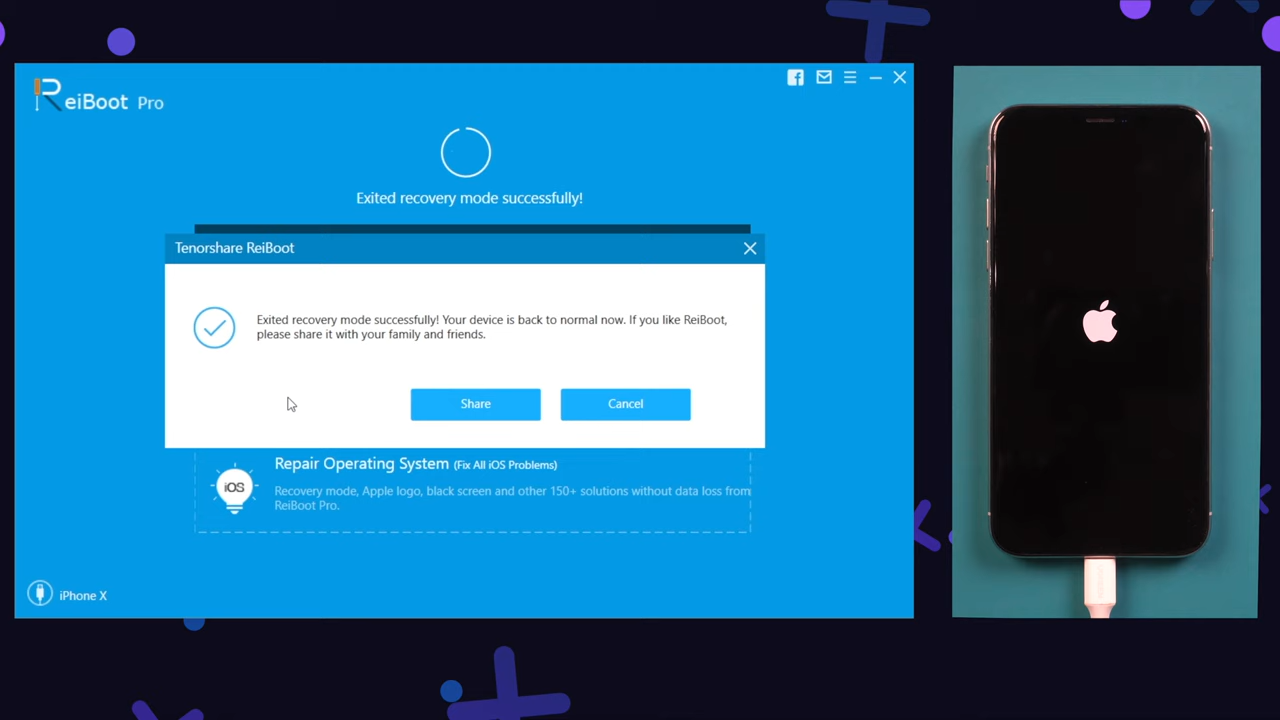 ReiBoot Pro
Exited recovery mode successfully!
Tenorshare ReiBoot
Exited recovery mode successfully! Your device is back to normal now. If you like ReiBoot,
please share it with your family and friends.
Share
Cancel
Repair Operating System (Fix All iOS Problems)
iOS
Recovery mode, Apple logo, black screen and other 150+ solutions without data loss from
ReiBoot Pro.
iPhone X